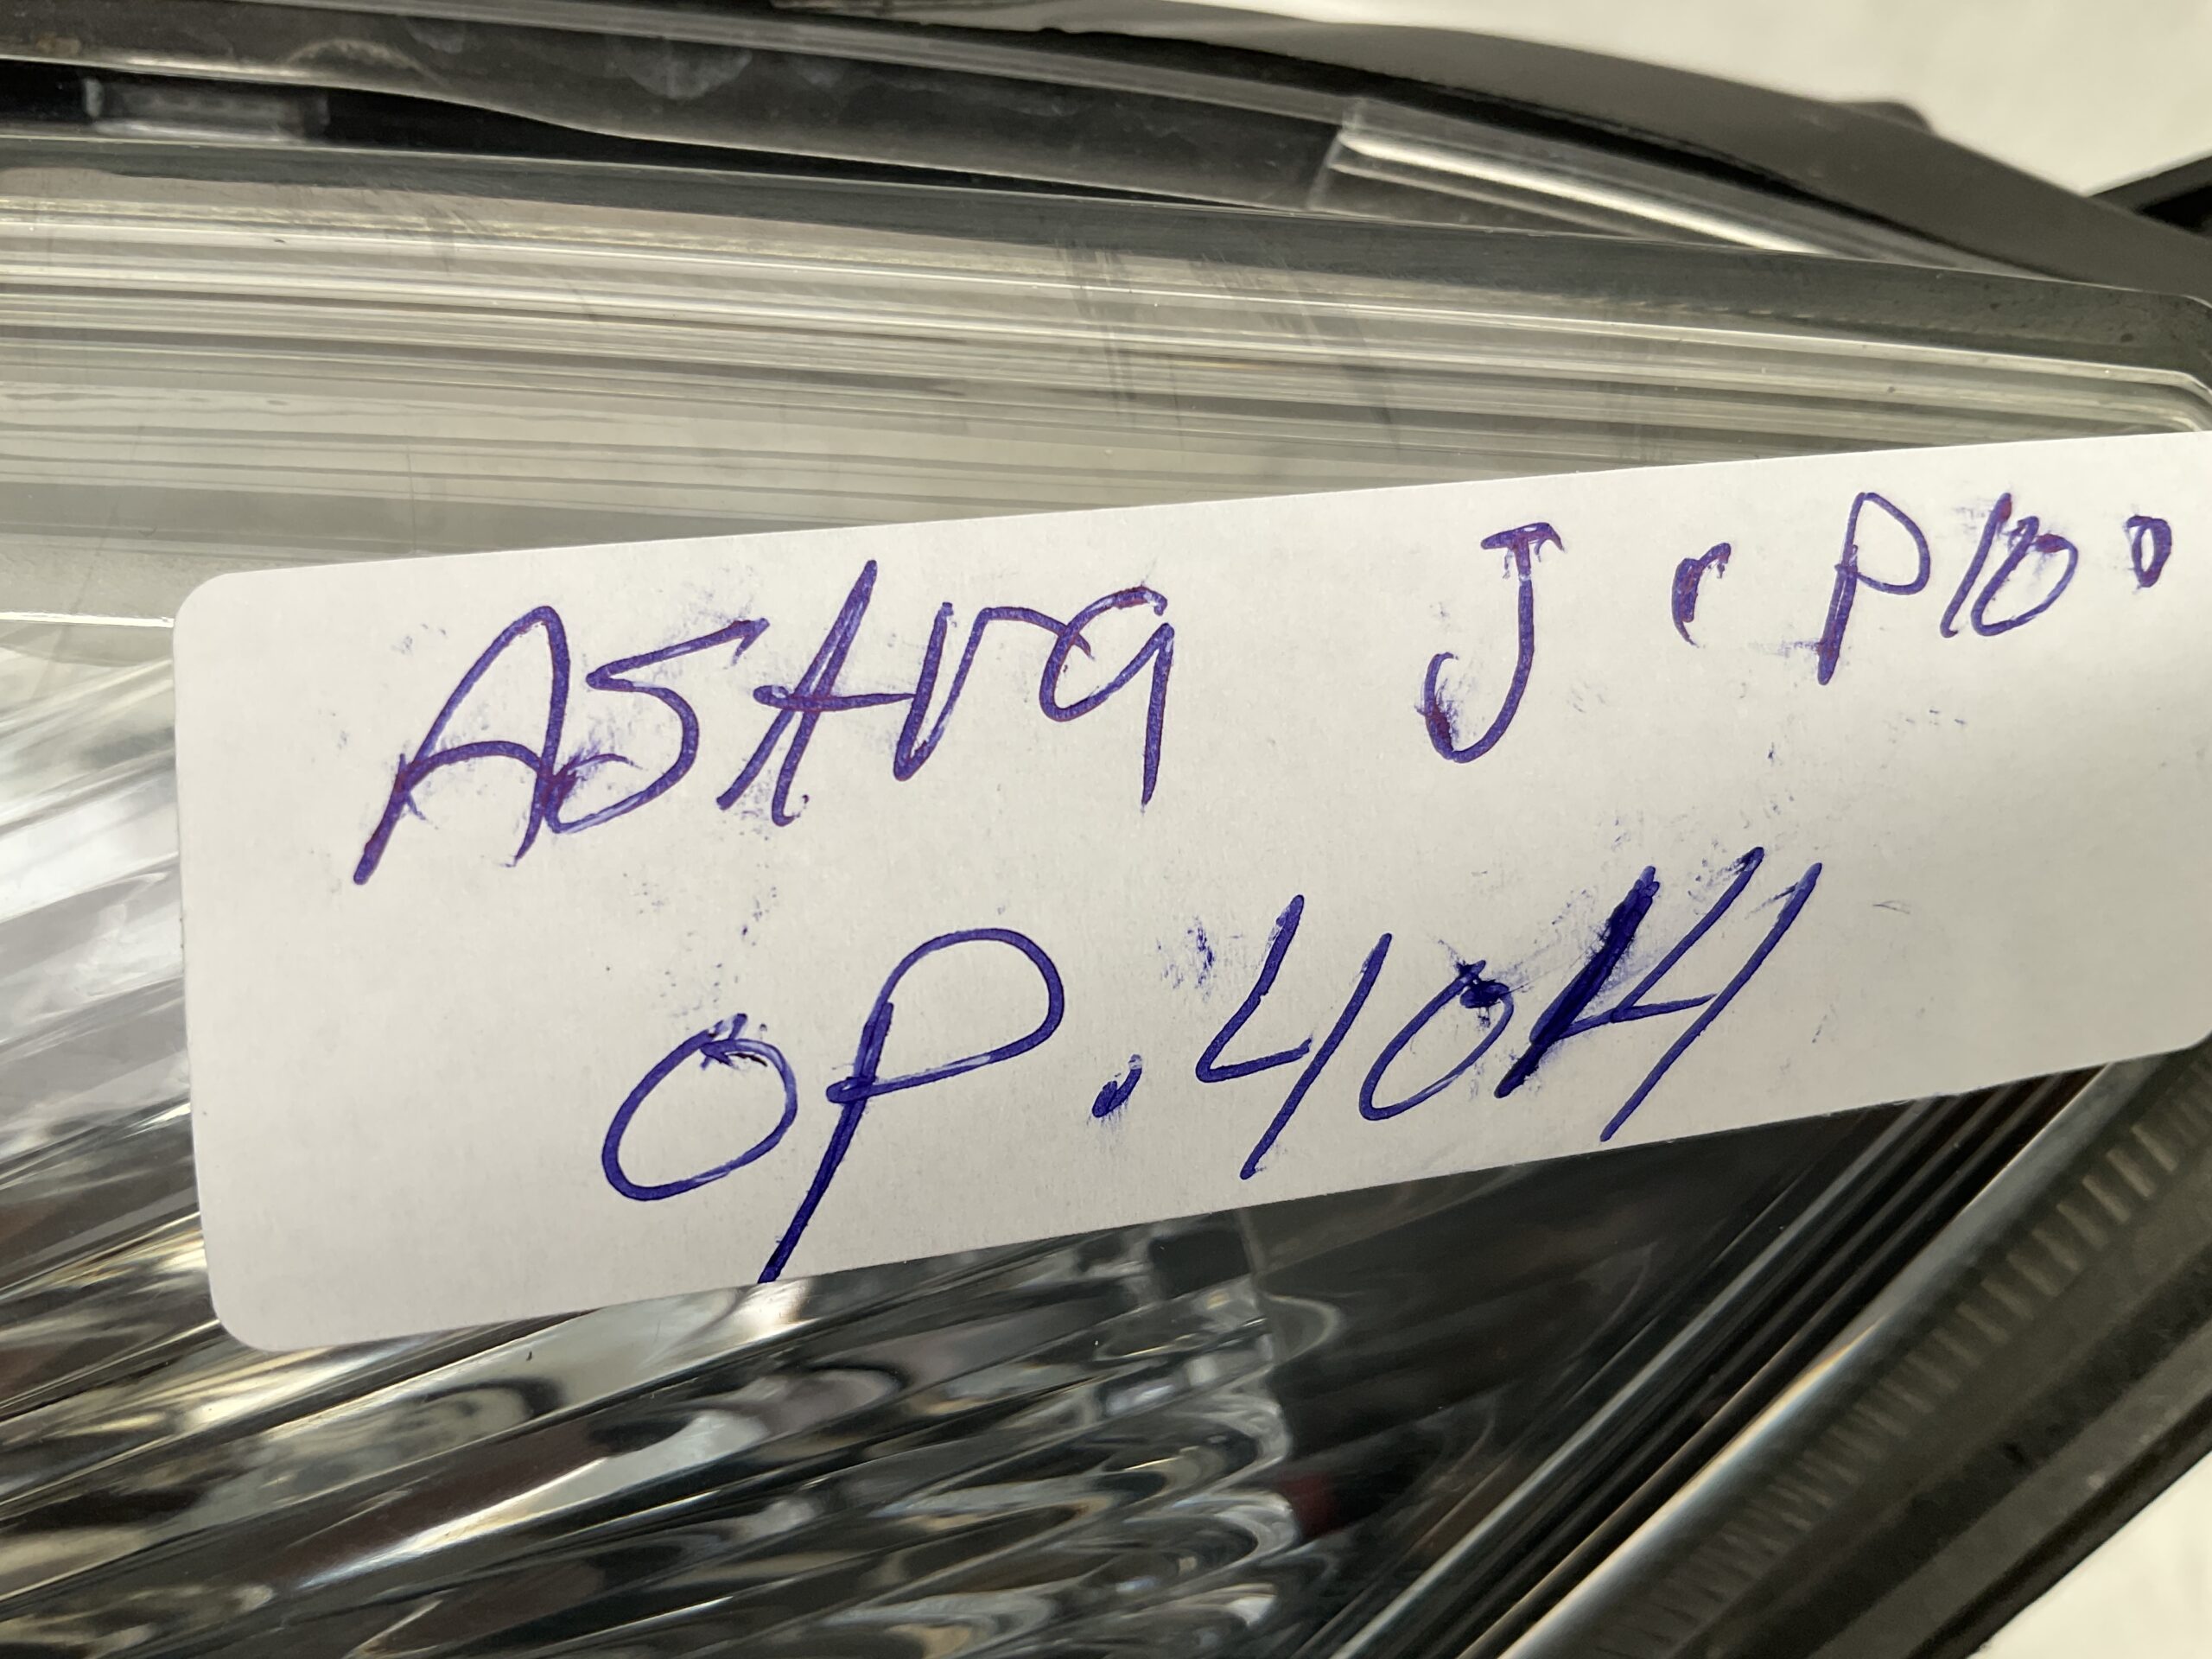 Astra J . P10.
OP. 404